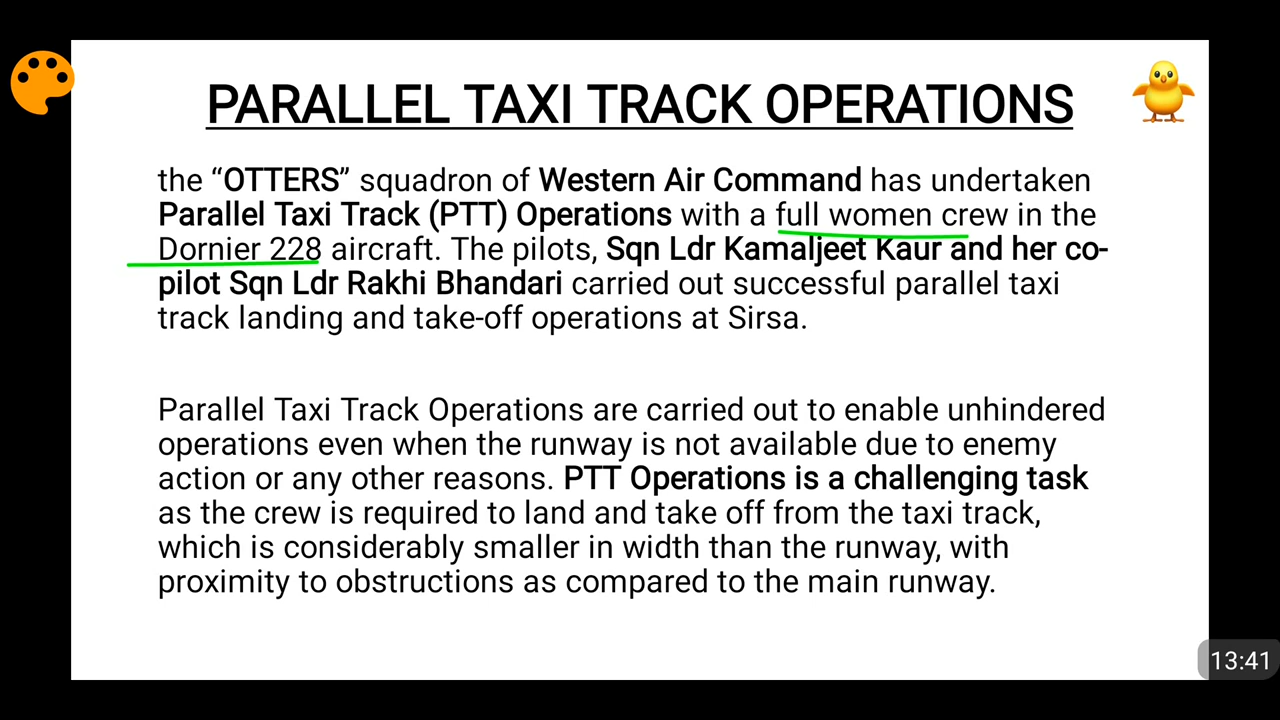 PARALLEL TAXI TRACK OPERATIONS
the “OTTERS” squadron of Western Air Command has undertaken
Parallel Taxi Track (PTT) Operations with a full women crew in the
Dornier 228 aircraft. The pilots, Sqn Ldr Kamaljeet Kaur and her co-
pilot Sqn Ldr Rakhi Bhandari carried out successful parallel taxi
track landing and take-off operations at Sirsa.
Parallel Taxi Track Operations are carried out to enable unhindered
operations even when the runway is not available due to enemy
action or any other reasons. PTT Operations is a challenging task
as the crew is required to land and take off from the taxi track,
which is considerably smaller in width than the runway, with
proximity to obstructions as compared to the main runway.
13:41